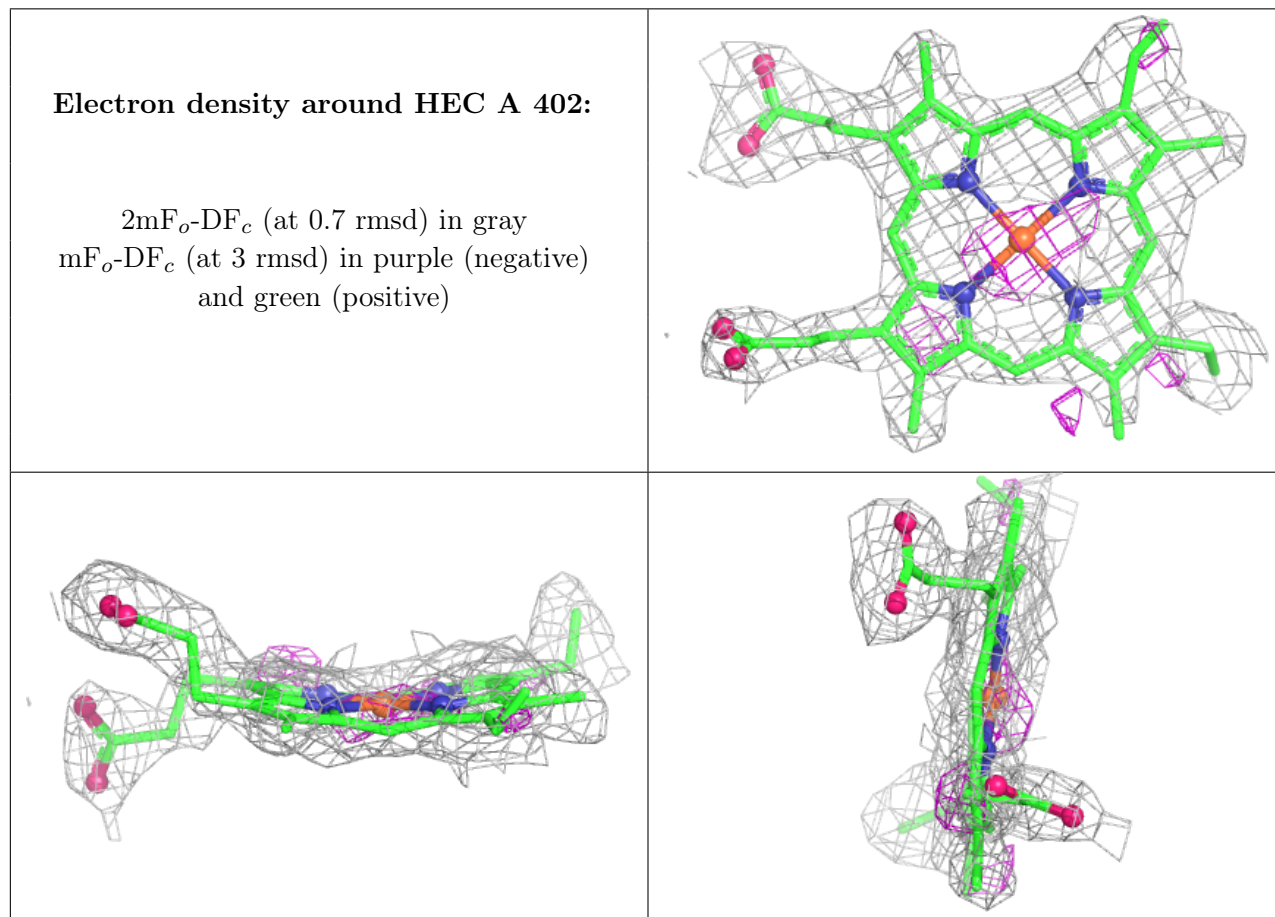 Electron density around HEC A 402:
2mFₒ-DF𝒸 (at 0.7 rmsd) in gray
mFₒ-DF𝒸 (at 3 rmsd) in purple (negative)
and green (positive)